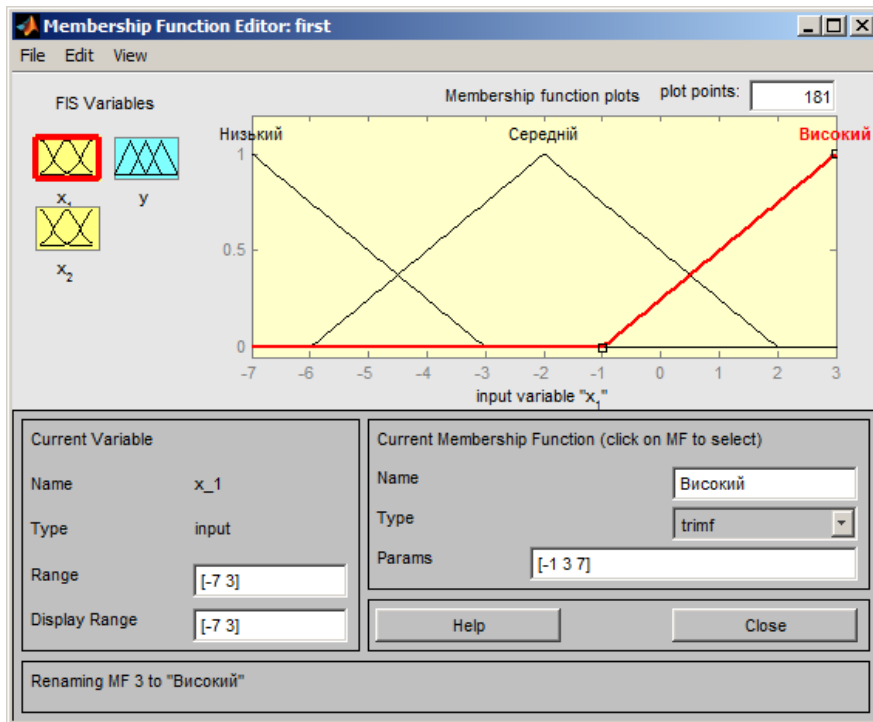 Membership Function Editor: first
File Edit View
FIS Variables
x_1
y
x_2
Membership function plots plot points: 181
Низький Середній Високий
1
0.5
0
-7 -6 -5 -4 -3 -2 -1 0 1 2 3
input variable "x_1"
Current Variable
Name x_1
Type input
Range [-7 3]
Display Range [-7 3]
Current Membership Function (click on MF to select)
Name Високий
Type trimf
Params [-1 3 7]
Help Close
Renaming MF 3 to "Високий"